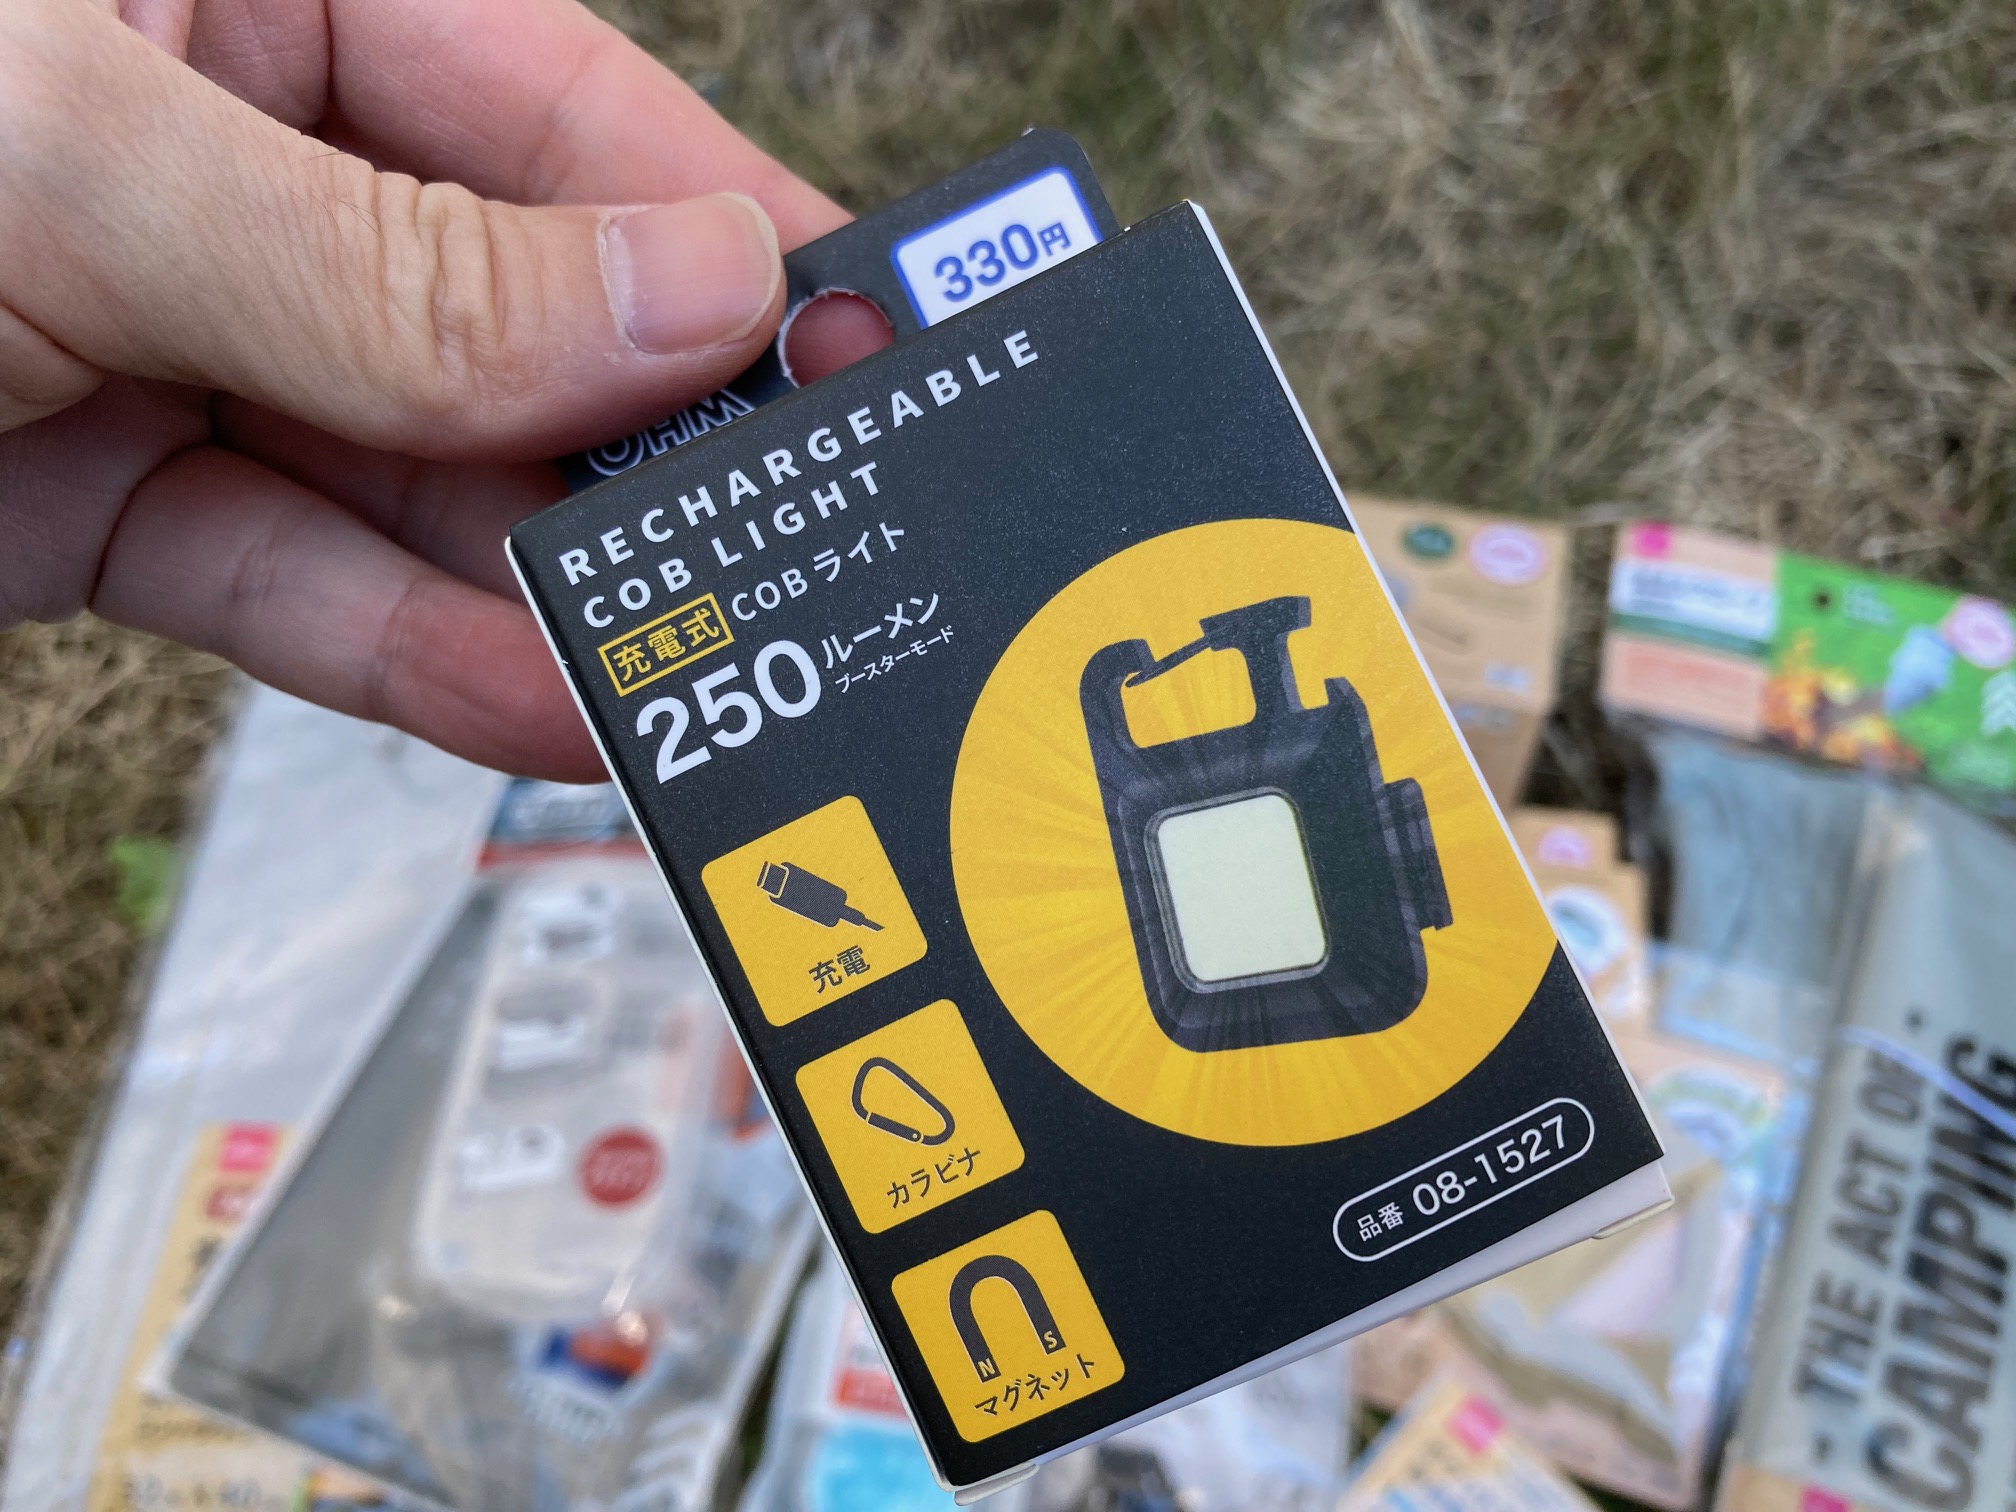 330円
OHM
RECHARGEABLE
COB LIGHT
充電式 COBライト
250ルーメン
ブースターモード
充電
カラビナ
N S
マグネット
品番 08-1527
THE ACT OF
CAMPING